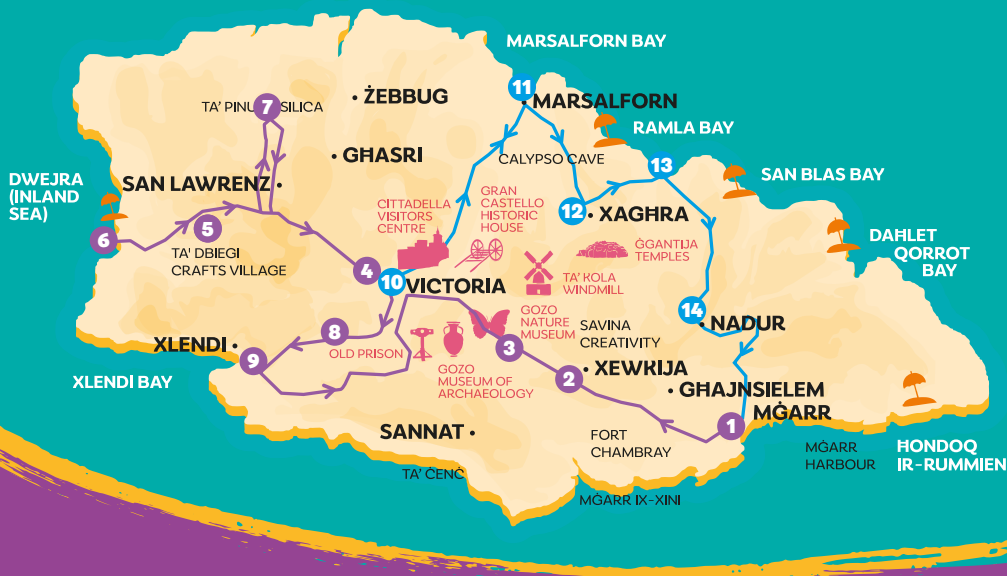 MARSALFORN BAY
11
MARSALFORN
7
TA' PINU SILICA
ŻEBBUG
RAMLA BAY
GĦASRI
CALYPSO CAVE
13
SAN BLAS BAY
DWEJRA
(INLAND
SEA)
SAN LAWRENZ
CITTADELLA
VISITORS
CENTRE
GRAN
CASTELLO
HISTORIC
HOUSE
12
XAGĦRA
6
5
TA' DBIEGI
CRAFTS VILLAGE
ĠGANTIJA
TEMPLES
DAĦLET
QORROT
BAY
4
10
VICTORIA
TA' KOLA
WINDMILL
14
NADUR
8
OLD PRISON
GOZO
NATURE
MUSEUM
SAVINA
CREATIVITY
XLENDI
9
3
XLENDI BAY
GOZO
MUSEUM OF
ARCHAEOLOGY
2
XEWKIJA
GĦAJNSIELEM
MĠARR
1
SANNAT
FORT
CHAMBRAY
MĠARR
HARBOUR
ĦONDOQ
IR-RUMMIEN
TA' ĊENĊ
MĠARR IX-XINI